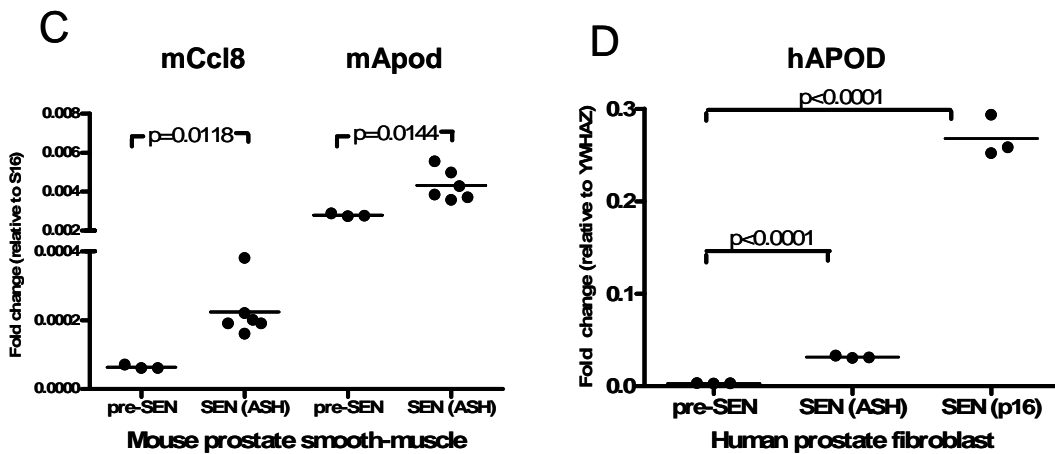 C
mCcl8
mApod
Fold change (relative to S16)
0.008
0.006
0.004
0.002
0.0004
0.0002
0.0000
p=0.0118
p=0.0144
pre-SEN
SEN (ASH)
pre-SEN
SEN (ASH)
Mouse prostate smooth-muscle
D
hAPOD
Fold change (relative to YWHAZ)
0.3
0.2
0.1
0.0
p<0.0001
p<0.0001
pre-SEN
SEN (ASH)
SEN (p16)
Human prostate fibroblast